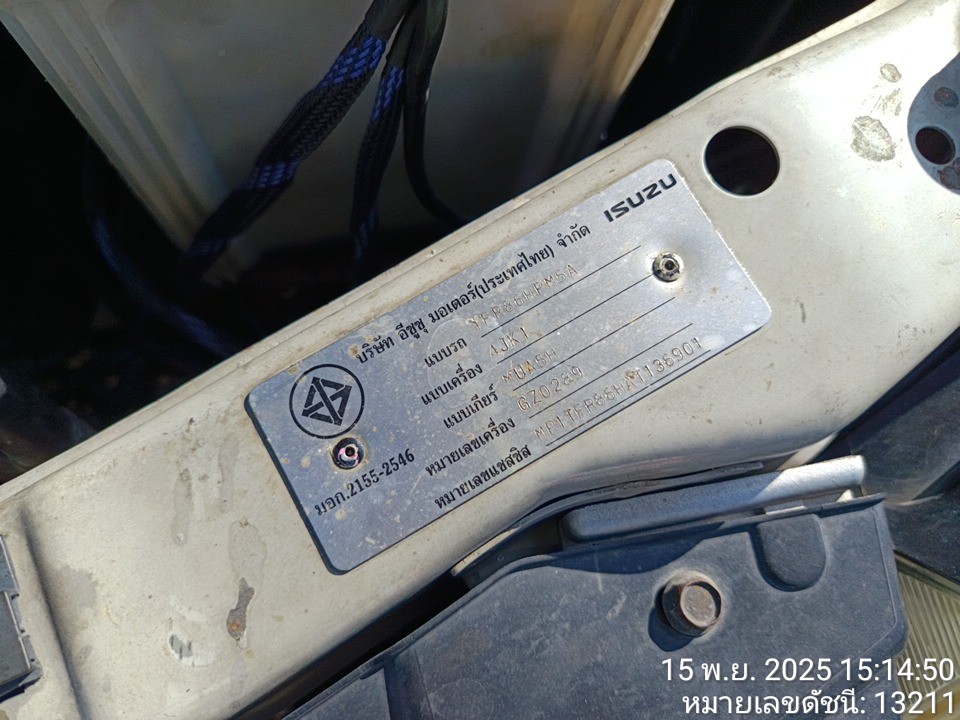 ISUZU
บริษัท อีซูซุ มอเตอร์(ประเทศไทย) จำกัด
แบบรถ TFR86HPM5A
แบบเครื่อง 4JK1
แบบเกียร์ MUA5H
หมายเลขเครื่อง GZ0289
หมายเลขแชสซิส MP1TFR86HAT136901
มอก.2155-2546
15 พ.ย. 2025 15:14:50
หมายเลขดัชนี: 13211